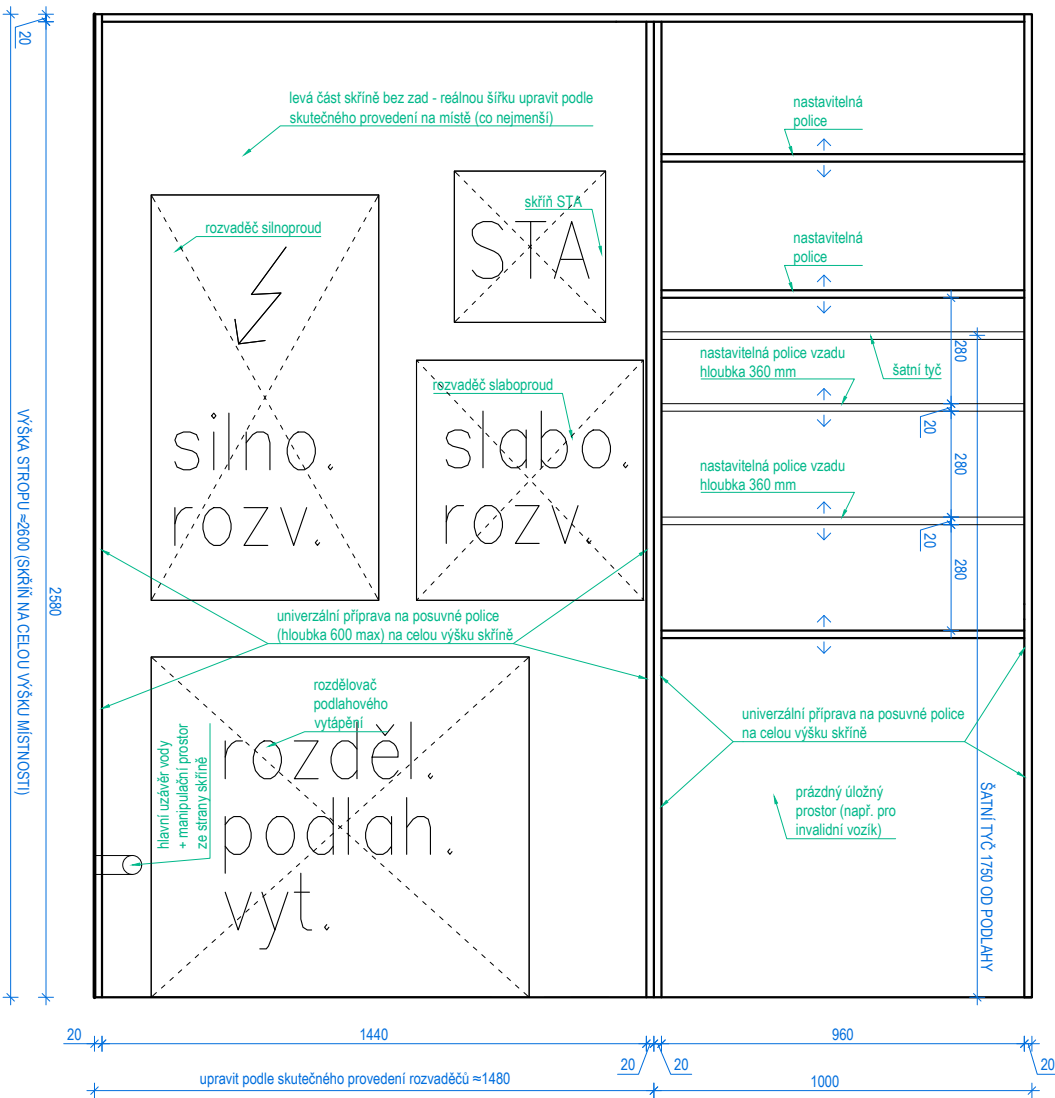 20
levá část skříně bez zad - reálnou šířku upravit podle
skutečného provedení na místě (co nejmenší)
nastavitelná
police
rozvaděč silnoproud
skříň STA
STA
nastavitelná
police
280
nastavitelná police vzadu
hloubka 360 mm
šatní tyč
rozvaděč slaboproud
silno.
rozv.
slabo.
rozv.
20
280
nastavitelná police vzadu
hloubka 360 mm
20
280
VÝŠKA STROPU ≈2600 (SKŘÍŇ NA CELOU VÝŠKU MÍSTNOSTI)
2580
univerzální příprava na posuvné police
(hloubka 600 max) na celou výšku skříně
rozdělovač
podlahového
vytápění
rozděl.
podlah.
vyt.
hlavní uzávěr vody
+ manipulační prostor
ze strany skříně
univerzální příprava na posuvné police
na celou výšku skříně
prázdný úložný
prostor (např. pro
invalidní vozík)
ŠATNÍ TYČ 1750 OD PODLAHY
20
1440
20
20
960
20
upravit podle skutečného provedení rozvaděčů ≈1480
1000